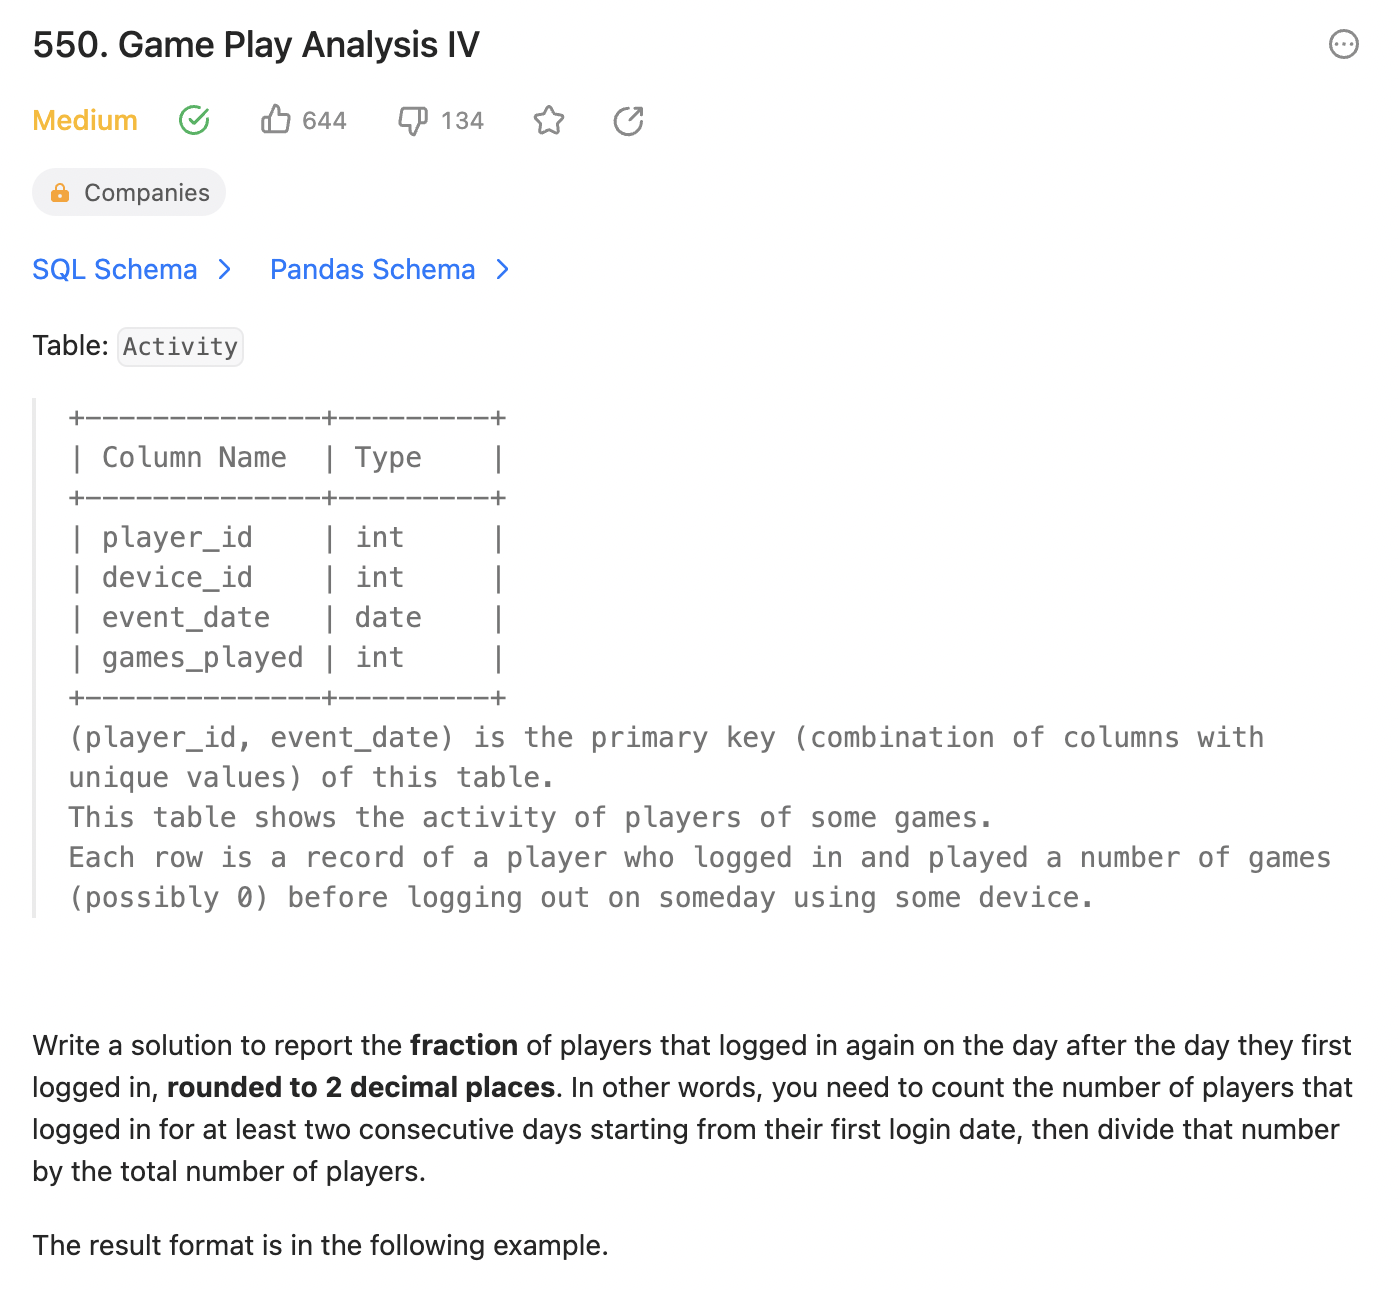 550. Game Play Analysis IV
Medium 644 134
Companies
SQL Schema > Pandas Schema >
Table: Activity
+--------------+---------+
| Column Name  | Type    |
+--------------+---------+
| player_id    | int     |
| device_id    | int     |
| event_date   | date    |
| games_played | int     |
+--------------+---------+
(player_id, event_date) is the primary key (combination of columns with
unique values) of this table.
This table shows the activity of players of some games.
Each row is a record of a player who logged in and played a number of games
(possibly 0) before logging out on someday using some device.
Write a solution to report the fraction of players that logged in again on the day after the day they first
logged in, rounded to 2 decimal places. In other words, you need to count the number of players that
logged in for at least two consecutive days starting from their first login date, then divide that number
by the total number of players.
The result format is in the following example.